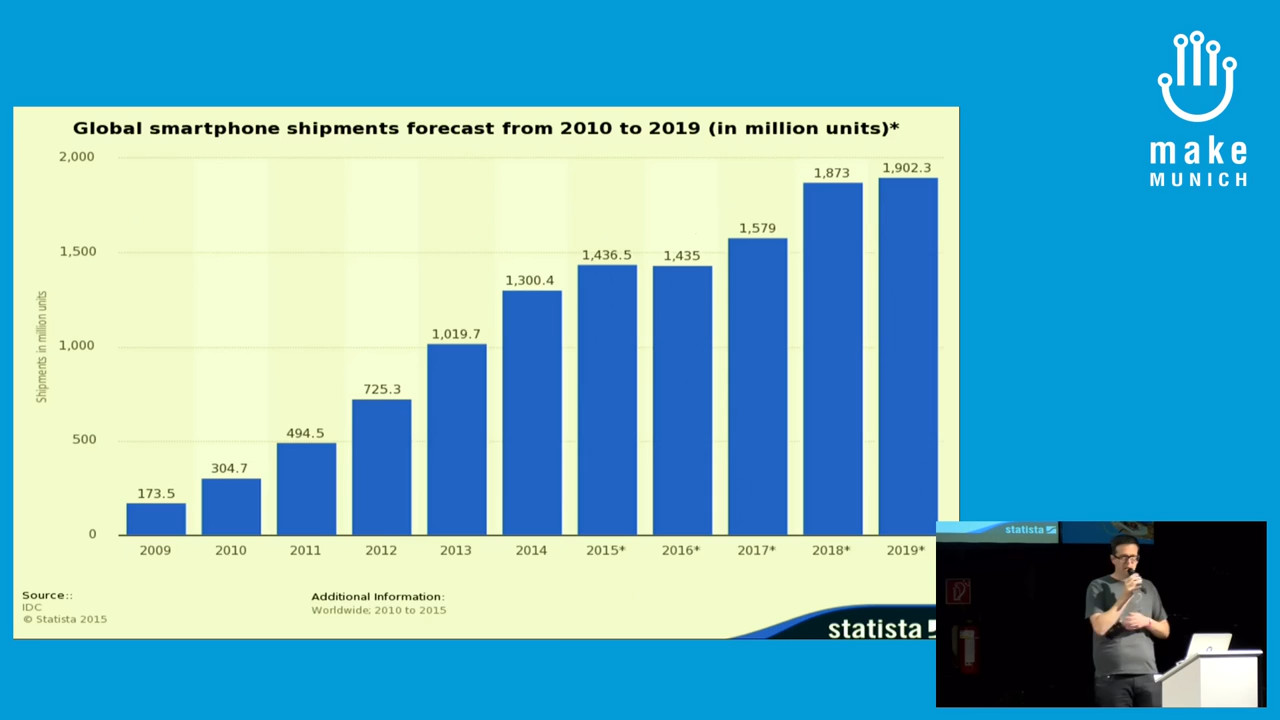 make
MUNICH
Global smartphone shipments forecast from 2010 to 2019 (in million units)*
Shipments in million units
2,000
1,500
1,000
500
0
173.5
304.7
494.5
725.3
1,019.7
1,300.4
1,436.5
1,435
1,579
1,873
1,902.3
2009 2010 2011 2012 2013 2014 2015* 2016* 2017* 2018* 2019*
Source::
IDC
© Statista 2015
Additional Information:
Worldwide; 2010 to 2015
statista
statista